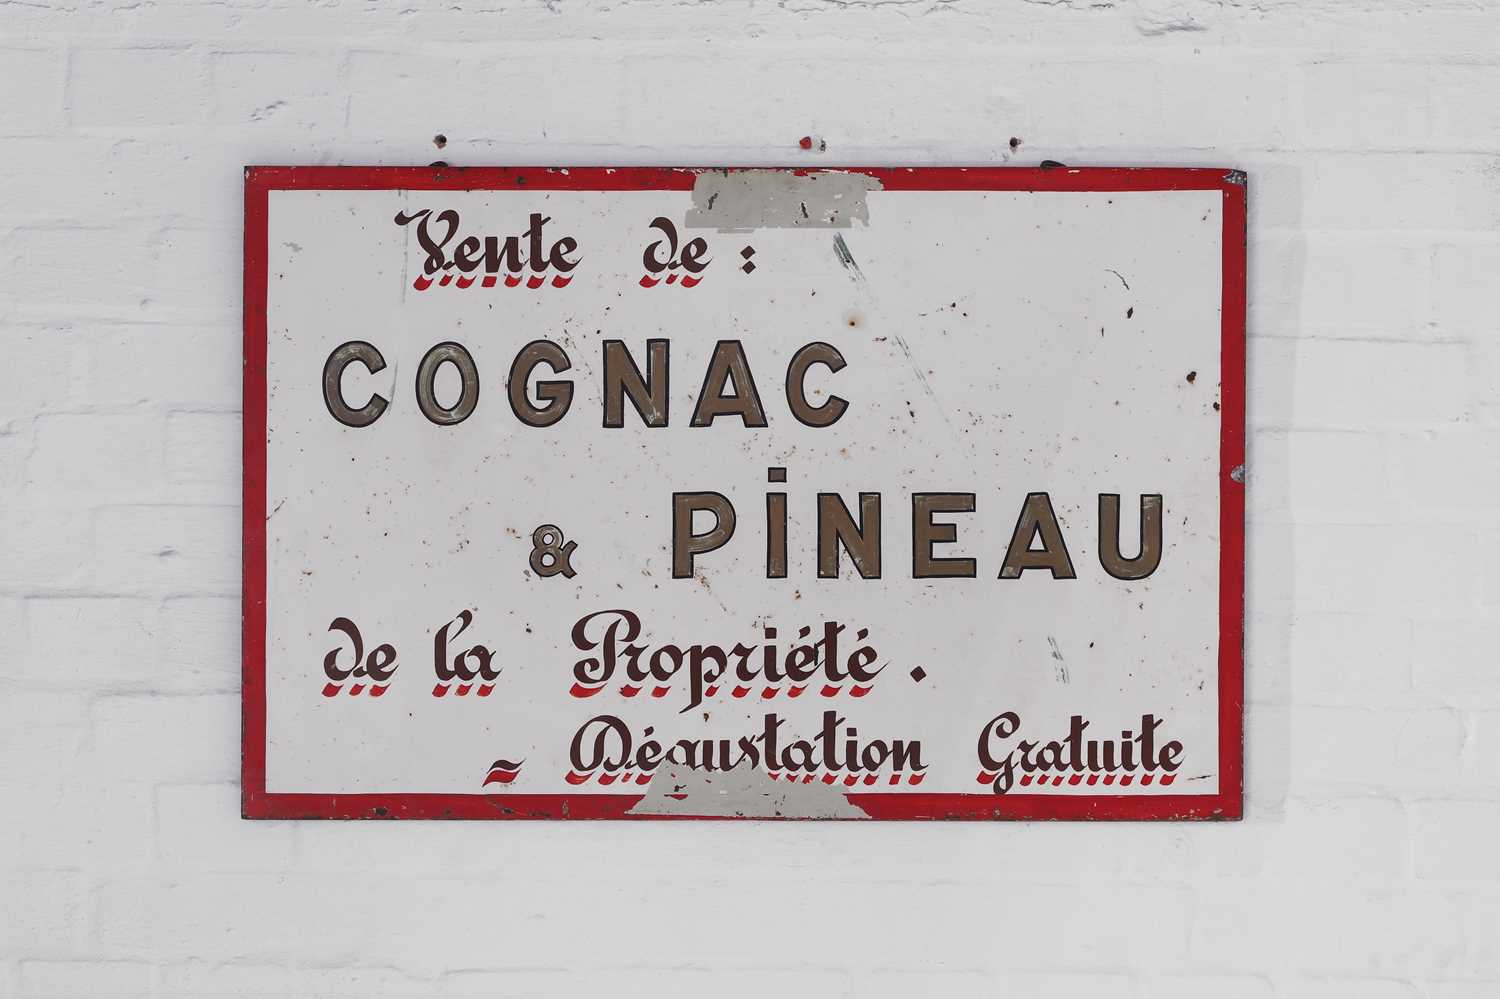 Vente de :
COGNAC
& PiNEAU
de la Propriété .
- Dégustation Gratuite